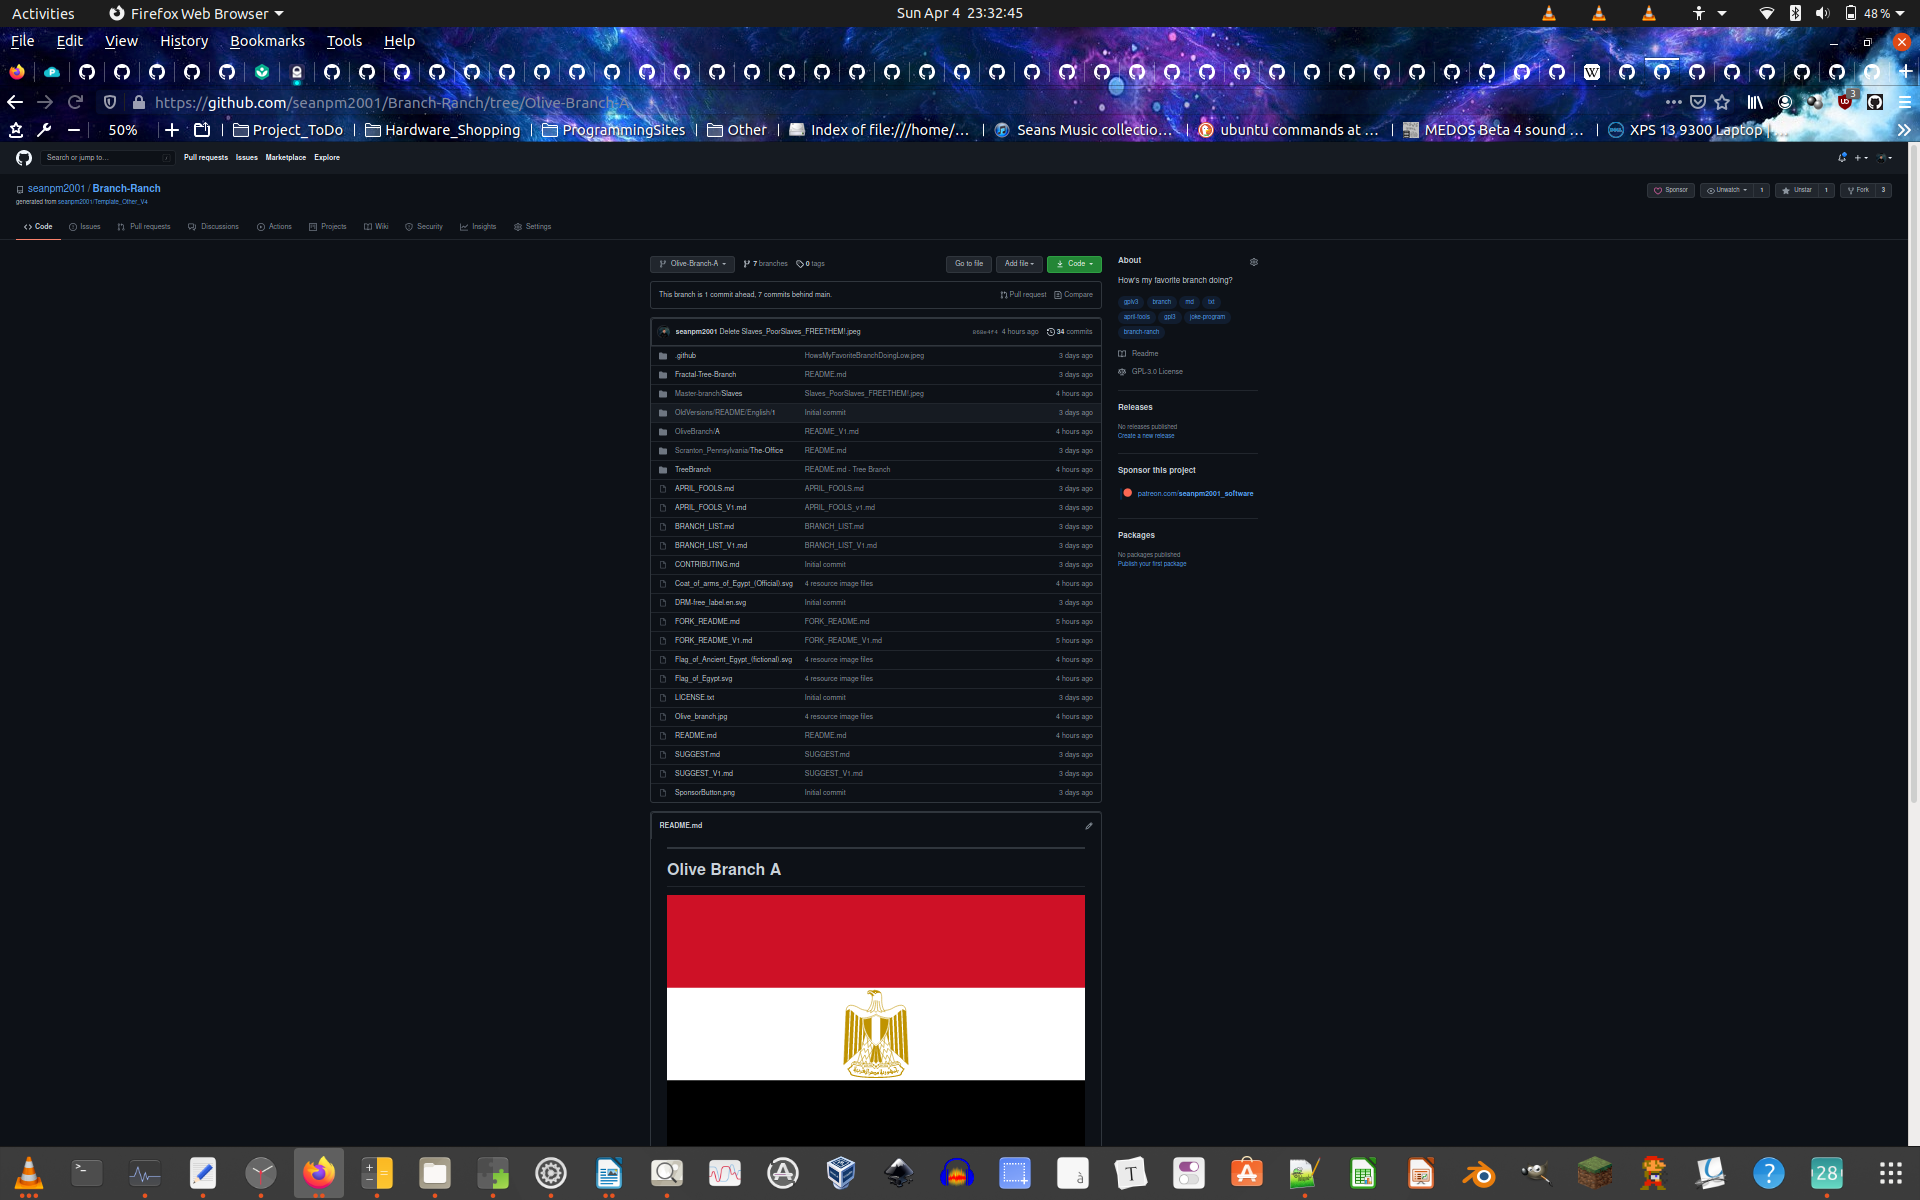 Activities Firefox Web Browser Sun Apr 4 23:32:45 48 %
File Edit View History Bookmarks Tools Help
https://github.com/seanpm2001/Branch-Ranch/tree/Olive-Branch-A 3
50% Project_ToDo Hardware_Shopping ProgrammingSites Other Index of file:///home/... Seans Music collectio... ubuntu commands at ... MEDOS Beta 4 sound ... XPS 13 9300 Laptop |...
Search or jump to... / Pull requests Issues Marketplace Explore
seanpm2001 / Branch-Ranch Sponsor Unwatch 1 Unstar 1 Fork 3
generated from seanpm2001/Template_Other_V4
Code Issues Pull requests Discussions Actions Projects Wiki Security Insights Settings
Olive-Branch-A 7 branches 0 tags Go to file Add file Code
This branch is 1 commit ahead, 7 commits behind main. Pull request Compare
seanpm2001 Delete Slaves_PoorSlaves_FREETHEM!.jpeg 4 hours ago 34 commits
.github HowsMyFavoriteBranchDoingLow.jpeg 3 days ago
Fractal-Tree-Branch README.md 3 days ago
Master-branch/Slaves Slaves_PoorSlaves_FREETHEM!.jpeg 4 hours ago
OldVersions/README/English/1 Initial commit 3 days ago
OliveBranch/A README_V1.md 4 hours ago
Scranton_Pennsylvania/The-Office README.md 3 days ago
TreeBranch README.md - Tree Branch 4 hours ago
APRIL_FOOLS.md APRIL_FOOLS.md 3 days ago
APRIL_FOOLS_V1.md APRIL_FOOLS_v1.md 3 days ago
BRANCH_LIST.md BRANCH_LIST.md 3 days ago
BRANCH_LIST_V1.md BRANCH_LIST_V1.md 3 days ago
CONTRIBUTING.md Initial commit 3 days ago
Coat_of_arms_of_Egypt_(Official).svg 4 resource image files 4 hours ago
DRM-free_label.en.svg Initial commit 3 days ago
FORK_README.md FORK_README.md 5 hours ago
FORK_README_V1.md FORK_README_V1.md 5 hours ago
Flag_of_Ancient_Egypt_(fictional).svg 4 resource image files 4 hours ago
Flag_of_Egypt.svg 4 resource image files 4 hours ago
LICENSE.txt Initial commit 3 days ago
Olive_branch.jpg 4 resource image files 4 hours ago
README.md README.md 4 hours ago
SUGGEST.md SUGGEST.md 3 days ago
SUGGEST_V1.md SUGGEST_V1.md 3 days ago
SponsorButton.png Initial commit 3 days ago
About
How's my favorite branch doing?
gplv3 branch md txt
april-fools gpl3 joke-program
branch-ranch
Readme
GPL-3.0 License
Releases
No releases published
Create a new release
Sponsor this project
patreon.com/seanpm2001_software
Packages
No packages published
Publish your first package
README.md
Olive Branch A
28